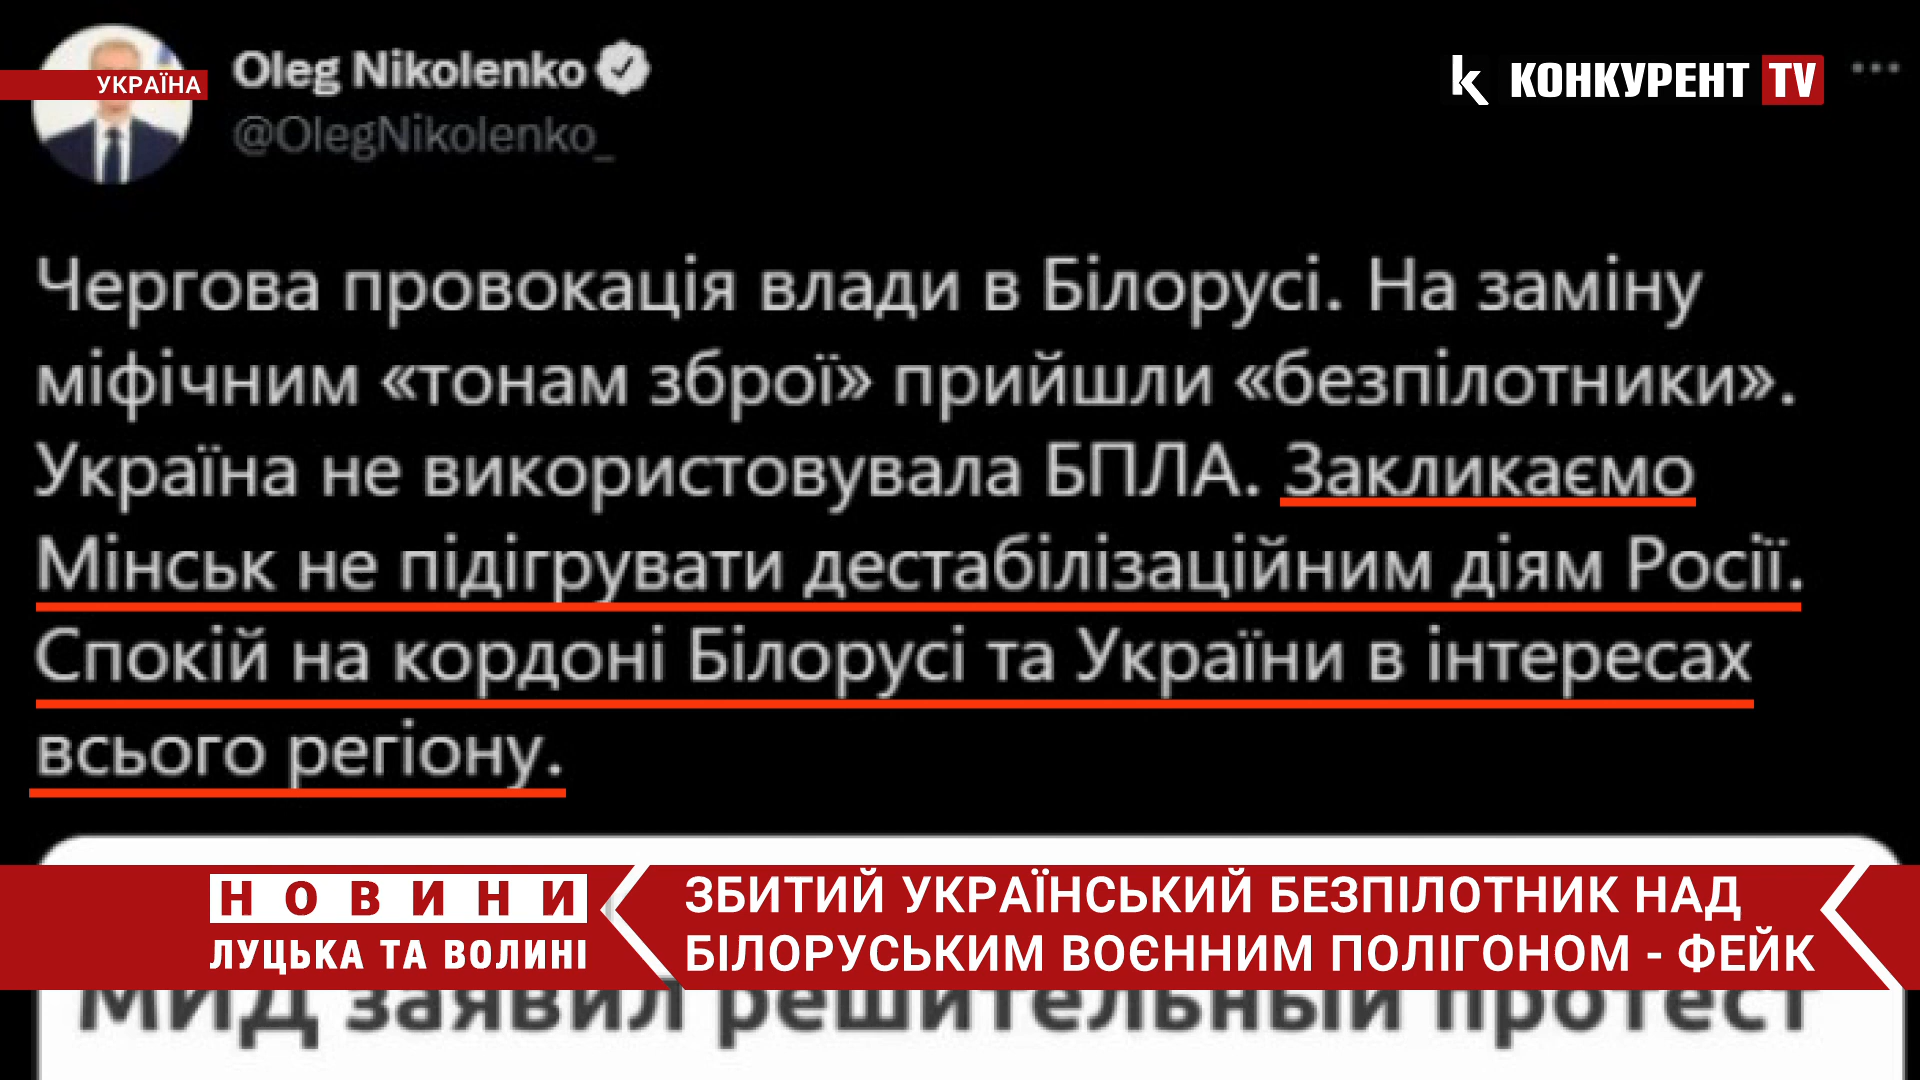 Oleg Nikolenko
УКРАЇНА
@OlegNikolenko_
k КОНКУРЕНТ TV
Чергова провокація влади в Білорусі. На заміну
міфічним «тонам зброї» прийшли «безпілотники».
Україна не використовувала БПЛА. Закликаємо
Мінськ не підігрувати дестабілізаційним діям Росії.
Спокій на кордоні Білорусі та України в інтересах
всього регіону.
НОВИНИ
ЛУЦЬКА ТА ВОЛИНІ
ЗБИТИЙ УКРАЇНСЬКИЙ БЕЗПІЛОТНИК НАД
БІЛОРУСЬКИМ ВОЄННИМ ПОЛІГОНОМ - ФЕЙК
МИД заявил решительный протест